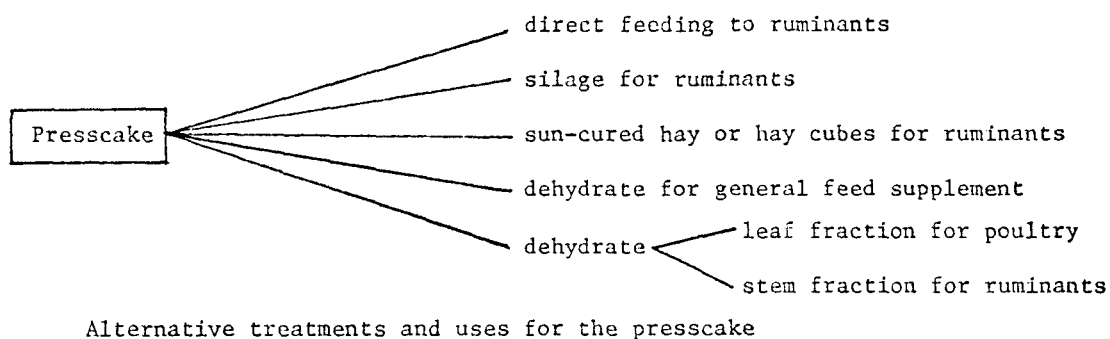 direct feeding to ruminants
silage for ruminants
Presscake
sun-cured hay or hay cubes for ruminants
dehydrate for general feed supplement
dehydrate
leaf fraction for poultry
stem fraction for ruminants
Alternative treatments and uses for the presscake